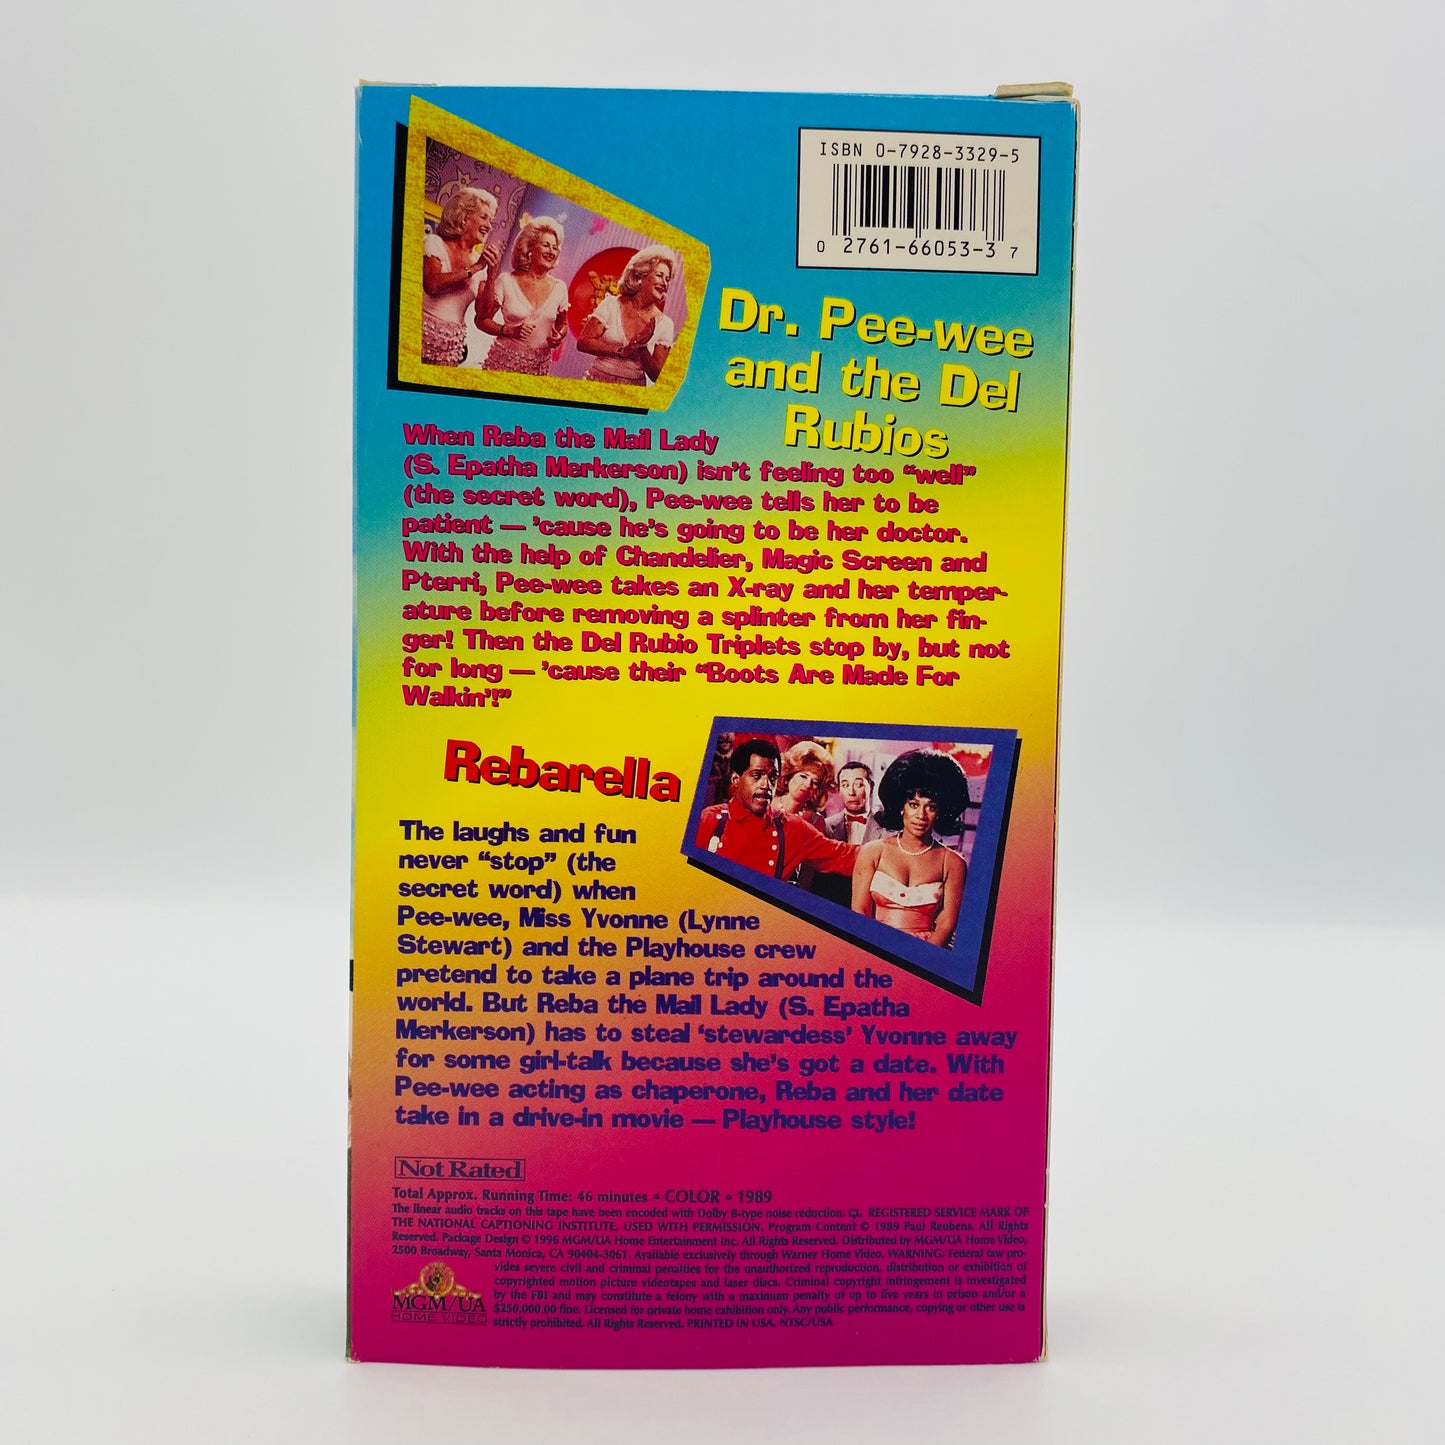 ISBN 0-7928-3329-5
0 2761-66053-3 7
Dr. Pee-wee
and the Del
Rubios
When Reba the Mail Lady
(S. Epatha Merkerson) isn't feeling too “well”
(the secret word), Pee-wee tells her to be
patient — 'cause he's going to be her doctor.
With the help of Chandelier, Magic Screen and
Pterri, Pee-wee takes an X-ray and her temper-
ature before removing a splinter from her fin-
ger! Then the Del Rubio Triplets stop by, but not
for long — 'cause their “Boots Are Made For
Walkin'!”
Rebarella
The laughs and fun
never “stop” (the
secret word) when
Pee-wee, Miss Yvonne (Lynne
Stewart) and the Playhouse crew
pretend to take a plane trip around the
world. But Reba the Mail Lady (S. Epatha
Merkerson) has to steal ‘stewardess’ Yvonne away
for some girl-talk because she's got a date. With
Pee-wee acting as chaperone, Reba and her date
take in a drive-in movie — Playhouse style!
Not Rated
Total Approx. Running Time: 46 minutes • COLOR • 1989
The linear audio tracks on this tape have been encoded with Dolby B-type noise reduction. REGISTERED SERVICE MARK OF
THE NATIONAL CAPTIONING INSTITUTE. USED WITH PERMISSION. Program Content © 1989 Paul Reubens. All Rights
Reserved. Package Design © 1996 MGM/UA Home Entertainment Inc. All Rights Reserved. Distributed by MGM/UA Home Video,
2500 Broadway, Santa Monica, CA 90404-3061. Available exclusively through Warner Home Video. WARNING: Federal law pro-
vides severe civil and criminal penalties for the unauthorized reproduction, distribution or exhibition of
copyrighted motion picture videotapes and laser discs. Criminal copyright infringement is investigated
by the FBI and may constitute a felony with a maximum penalty of up to five years in prison and/or a
$250,000.00 fine. Licensed for private home exhibition only. Any public performance, copying or other use is
strictly prohibited. All Rights Reserved. PRINTED IN USA. NTSC/USA
MGM/UA
HOME VIDEO